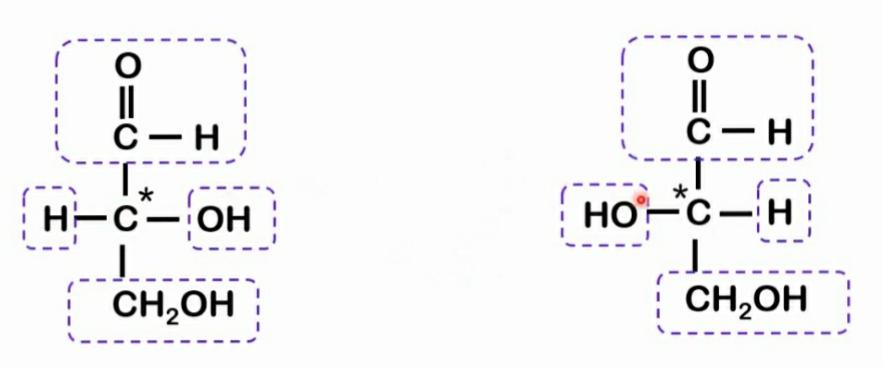 O
||
C — H
|
H — C* — OH
|
CH₂OH
O
||
C — H
|
HO — *C — H
|
CH₂OH